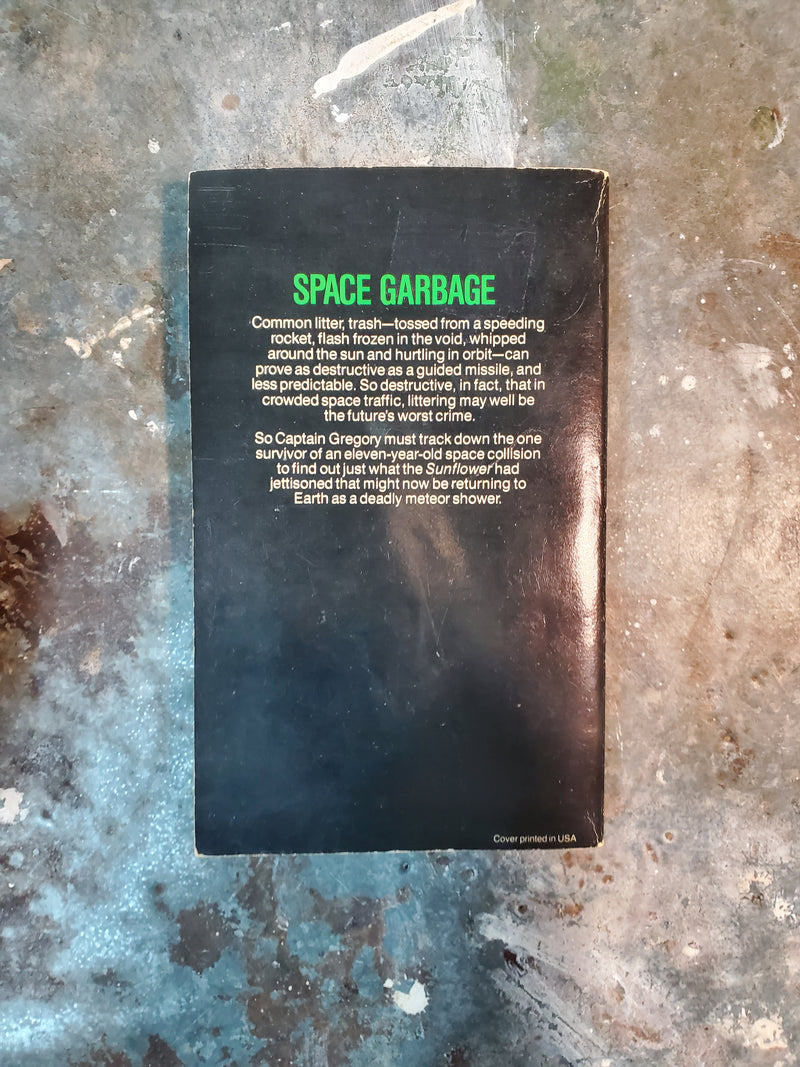 SPACE GARBAGE
Common litter, trash—tossed from a speeding
rocket, flash frozen in the void, whipped
around the sun and hurtling in orbit—can
prove as destructive as a guided missile, and
less predictable. So destructive, in fact, that in
crowded space traffic, littering may well be
the future's worst crime.
So Captain Gregory must track down the one
survivor of an eleven-year-old space collision
to find out just what the Sunflower had
jettisoned that might now be returning to
Earth as a deadly meteor shower.
Cover printed in USA